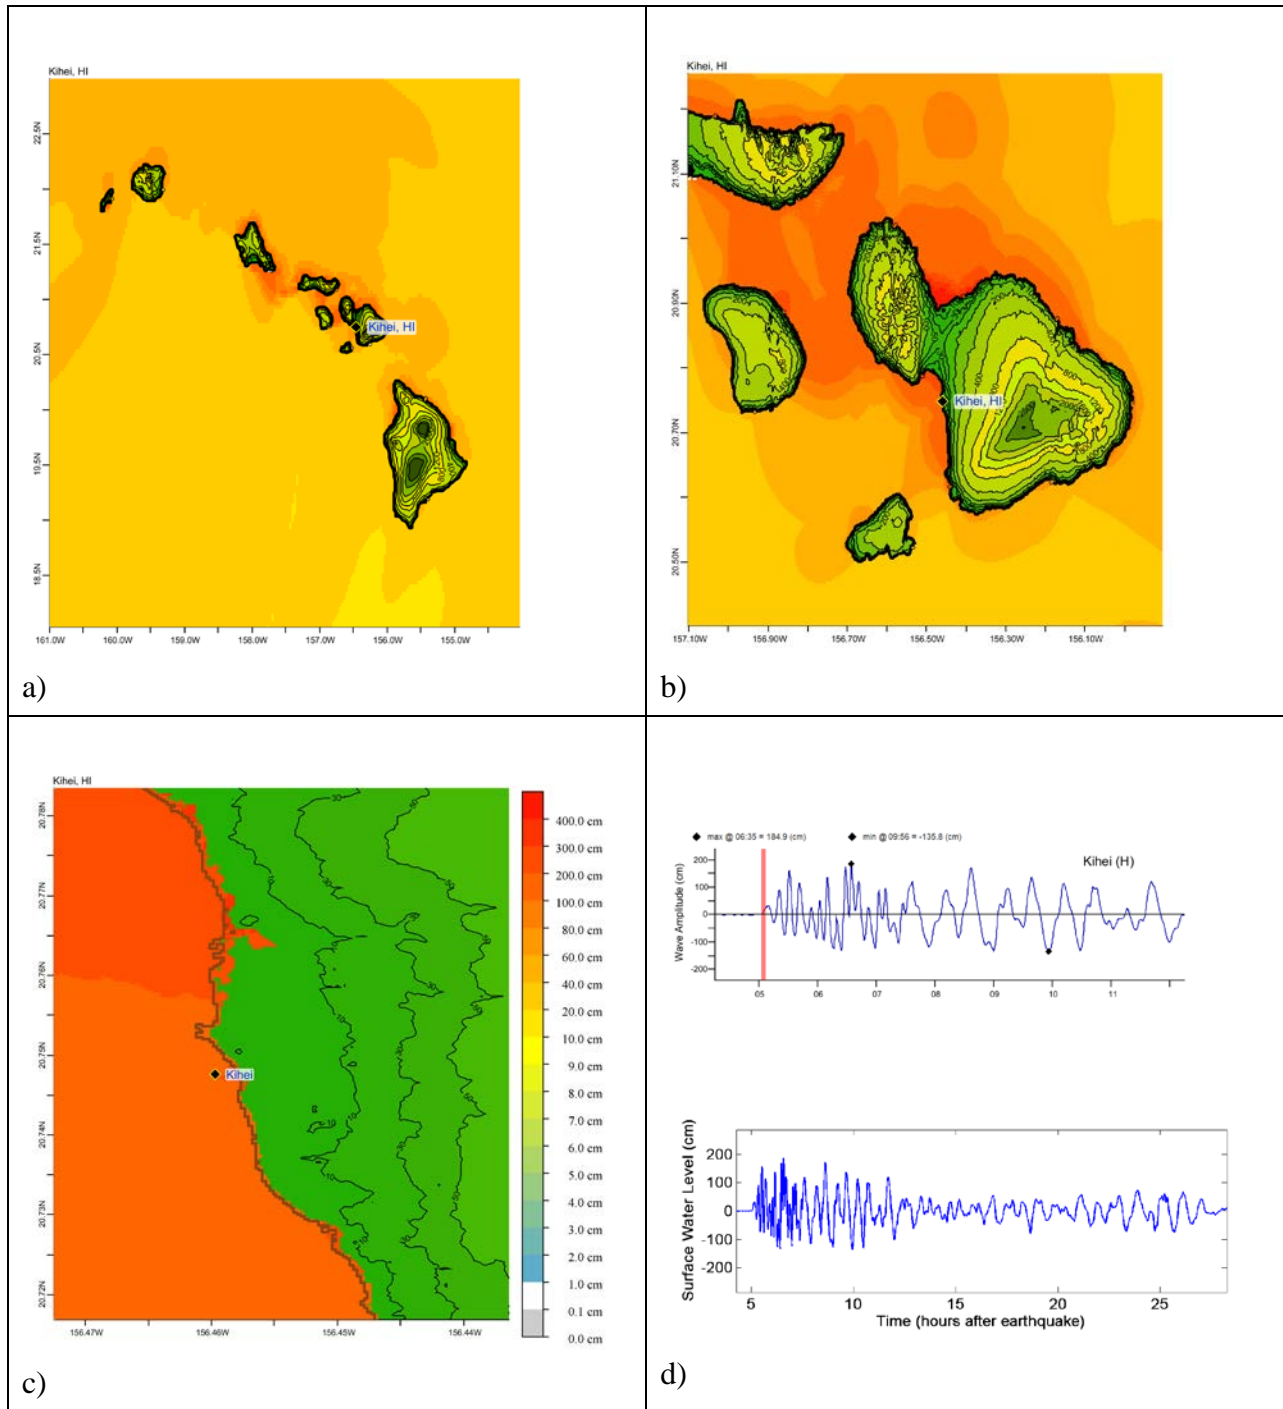 Kihei, HI
22.5N
21.5N
20.5N
19.5N
18.5N
Kihei, HI
161.0W 160.0W 159.0W 158.0W 157.0W 156.0W 155.0W
a)
Kihei, HI
21.10N
20.90N
20.70N
20.50N
Kihei, HI
157.10W 156.90W 156.70W 156.50W 156.30W 156.10W
b)
Kihei, HI
20.78N
20.77N
20.76N
20.75N
20.74N
20.73N
20.72N
Kihei
156.47W 156.46W 156.45W 156.44W
400.0 cm
300.0 cm
200.0 cm
100.0 cm
80.0 cm
60.0 cm
40.0 cm
20.0 cm
10.0 cm
9.0 cm
8.0 cm
7.0 cm
6.0 cm
5.0 cm
4.0 cm
3.0 cm
2.0 cm
1.0 cm
0.1 cm
0.0 cm
c)
max @ 06:35 = 184.9 (cm) min @ 09:56 = -135.8 (cm)
Kihei (H)
Wave Amplitude (cm)
200
100
0
-100
-200
05 06 07 08 09 10 11
Surface Water Level (cm)
200
100
0
-100
-200
5 10 15 20 25
Time (hours after earthquake)
d)